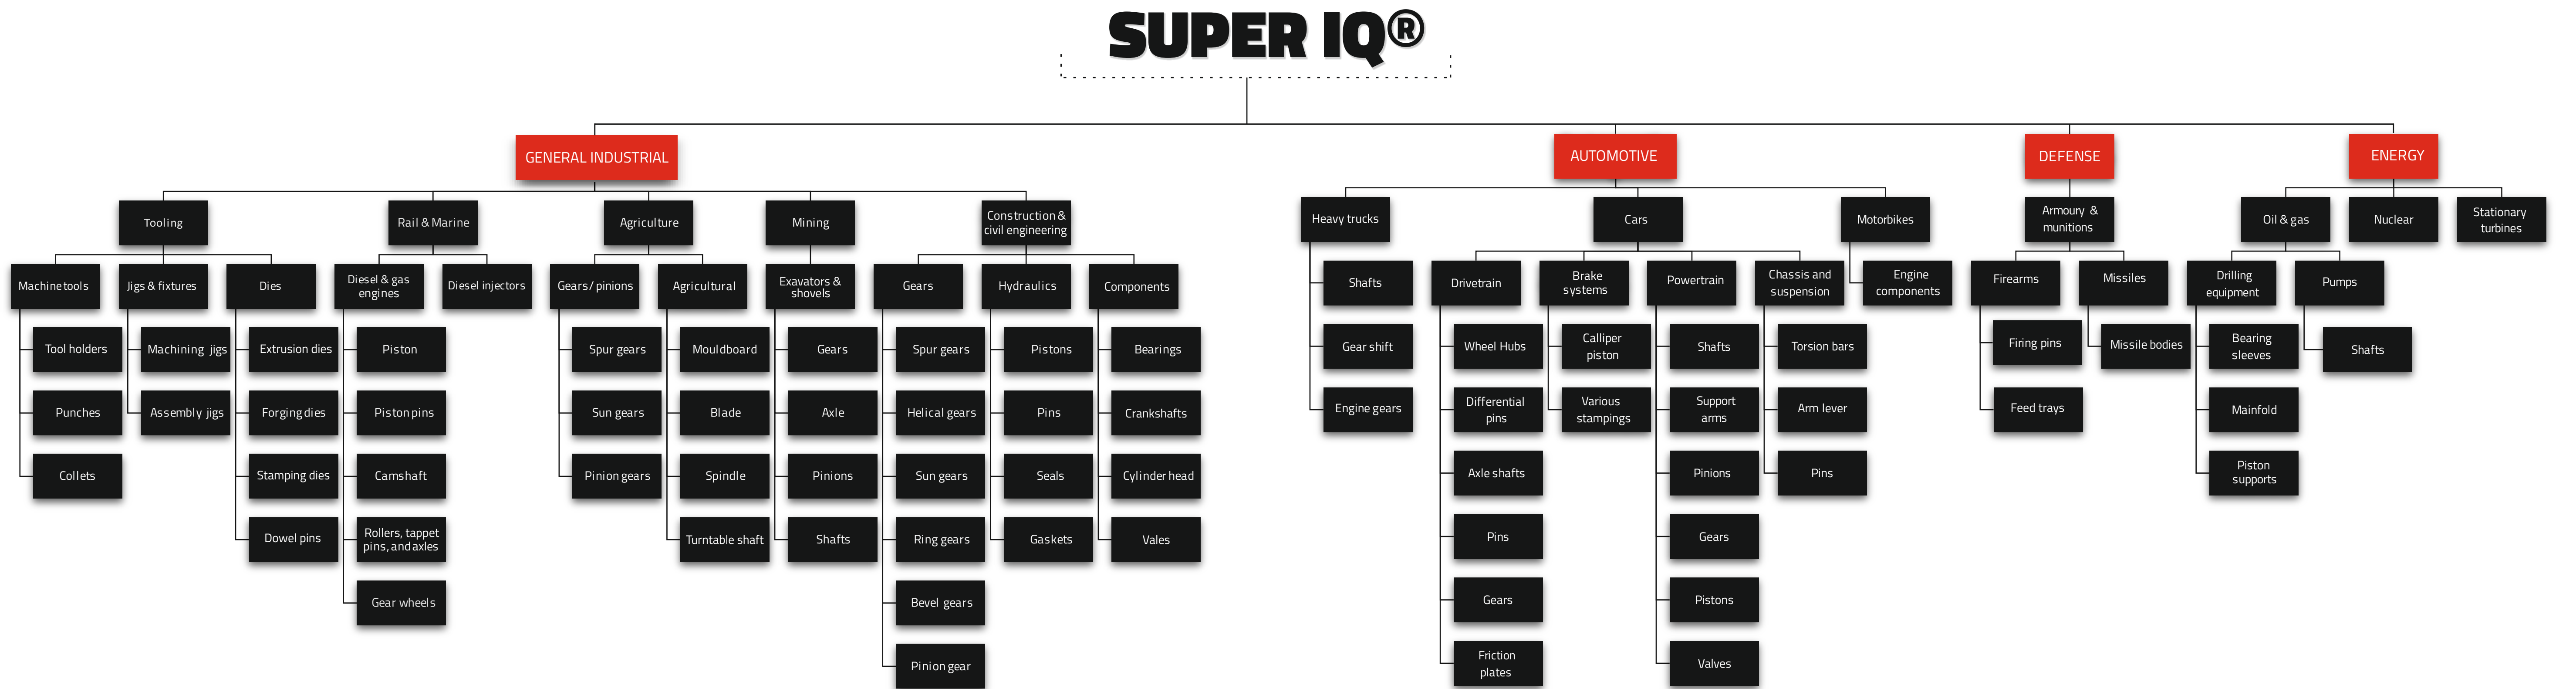 SUPER IQ®
GENERAL INDUSTRIAL
AUTOMOTIVE
DEFENSE
ENERGY
Tooling
Rail & Marine
Agriculture
Mining
Construction &
civil engineering
Heavy trucks
Cars
Motorbikes
Armoury &
munitions
Oil & gas
Nuclear
Stationary
turbines
Machine tools
Jigs & fixtures
Dies
Diesel & gas
engines
Diesel injectors
Gears / pinions
Agricultural
Exavators &
shovels
Gears
Hydraulics
Components
Shafts
Drivetrain
Brake
systems
Powertrain
Chassis and
suspension
Engine
components
Firearms
Missiles
Drilling
equipment
Pumps
Tool holders
Machining jigs
Extrusion dies
Piston
Spur gears
Mouldboard
Gears
Spur gears
Pistons
Bearings
Gear shift
Wheel Hubs
Calliper
piston
Shafts
Torsion bars
Firing pins
Missile bodies
Bearing
sleeves
Shafts
Punches
Assembly jigs
Forging dies
Piston pins
Sun gears
Blade
Axle
Helical gears
Pins
Crankshafts
Engine gears
Differential
pins
Various
stampings
Support
arms
Arm lever
Feed trays
Mainfold
Collets
Stamping dies
Camshaft
Pinion gears
Spindle
Pinions
Sun gears
Seals
Cylinder head
Axle shafts
Pinions
Pins
Piston
supports
Dowel pins
Rollers, tappet
pins, and axles
Turntable shaft
Shafts
Ring gears
Gaskets
Vales
Pins
Gears
Gear wheels
Bevel gears
Gears
Pistons
Pinion gear
Friction
plates
Valves